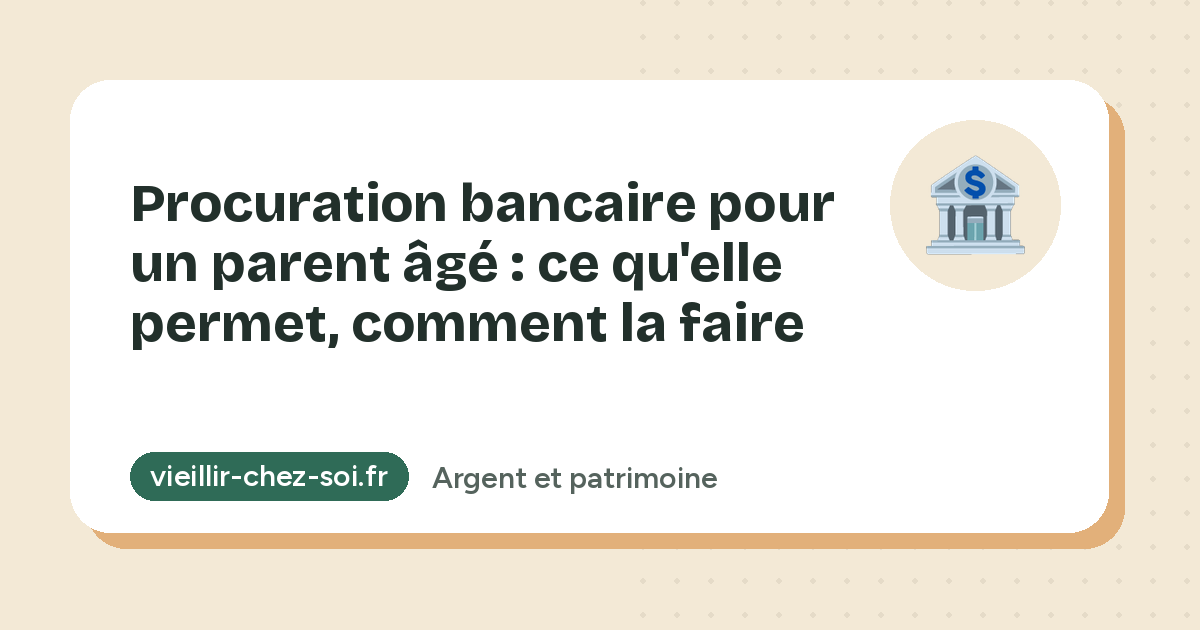 Procuration bancaire pour
un parent âgé : ce qu'elle
permet, comment la faire
vieillir-chez-soi.fr
Argent et patrimoine